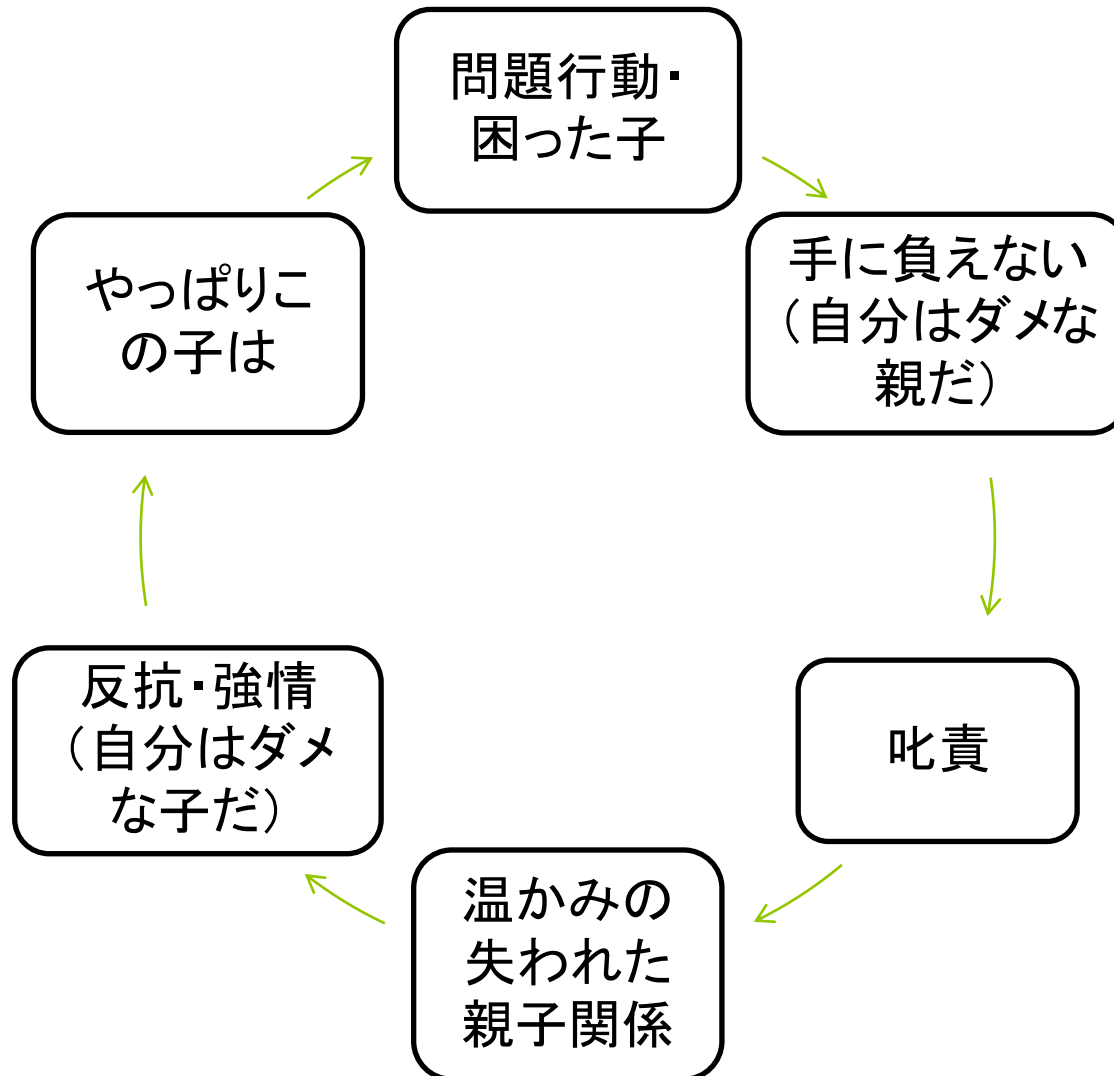 問題行動・
困った子
手に負えない
（自分はダメな
親だ）
叱責
温かみの
失われた
親子関係
反抗・強情
（自分はダメ
な子だ）
やっぱりこ
の子は